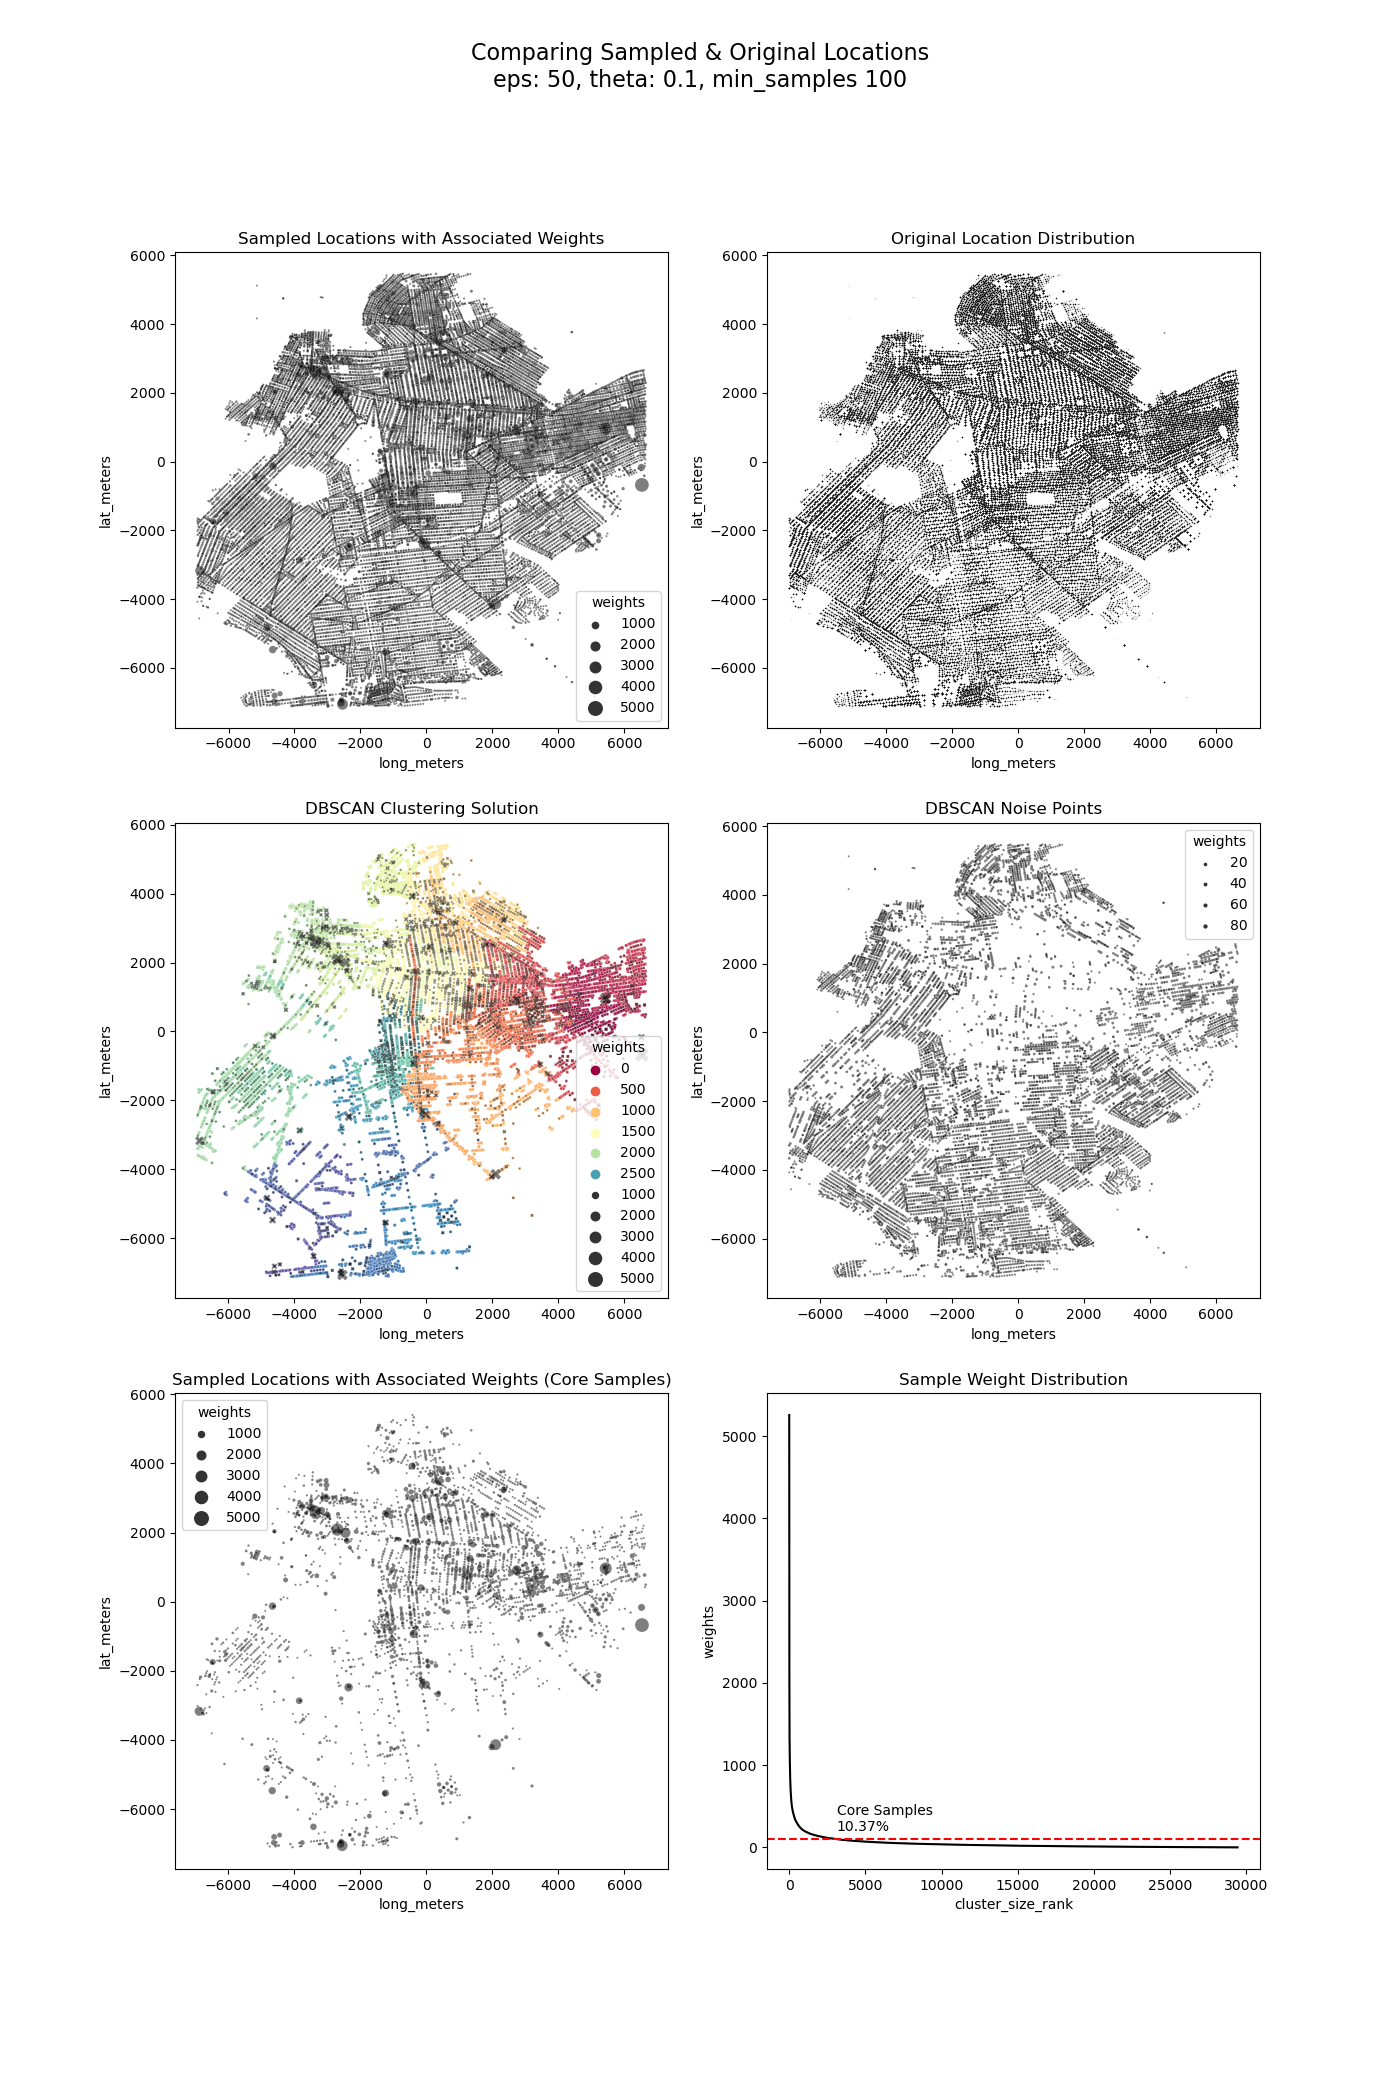 Comparing Sampled & Original Locations
eps: 50, theta: 0.1, min_samples 100
Sampled Locations with Associated Weights
6000
4000
2000
0
−2000
−4000
−6000
lat_meters
−6000 −4000 −2000 0 2000 4000 6000
long_meters
weights
1000
2000
3000
4000
5000
Original Location Distribution
6000
4000
2000
0
−2000
−4000
−6000
lat_meters
−6000 −4000 −2000 0 2000 4000 6000
long_meters
DBSCAN Clustering Solution
6000
4000
2000
0
−2000
−4000
−6000
lat_meters
−6000 −4000 −2000 0 2000 4000 6000
long_meters
weights
0
500
1000
1500
2000
2500
1000
2000
3000
4000
5000
DBSCAN Noise Points
6000
4000
2000
0
−2000
−4000
−6000
lat_meters
−6000 −4000 −2000 0 2000 4000 6000
long_meters
weights
20
40
60
80
Sampled Locations with Associated Weights (Core Samples)
6000
4000
2000
0
−2000
−4000
−6000
lat_meters
−6000 −4000 −2000 0 2000 4000 6000
long_meters
weights
1000
2000
3000
4000
5000
Sample Weight Distribution
5000
4000
3000
2000
1000
0
weights
Core Samples
10.37%
0 5000 10000 15000 20000 25000 30000
cluster_size_rank